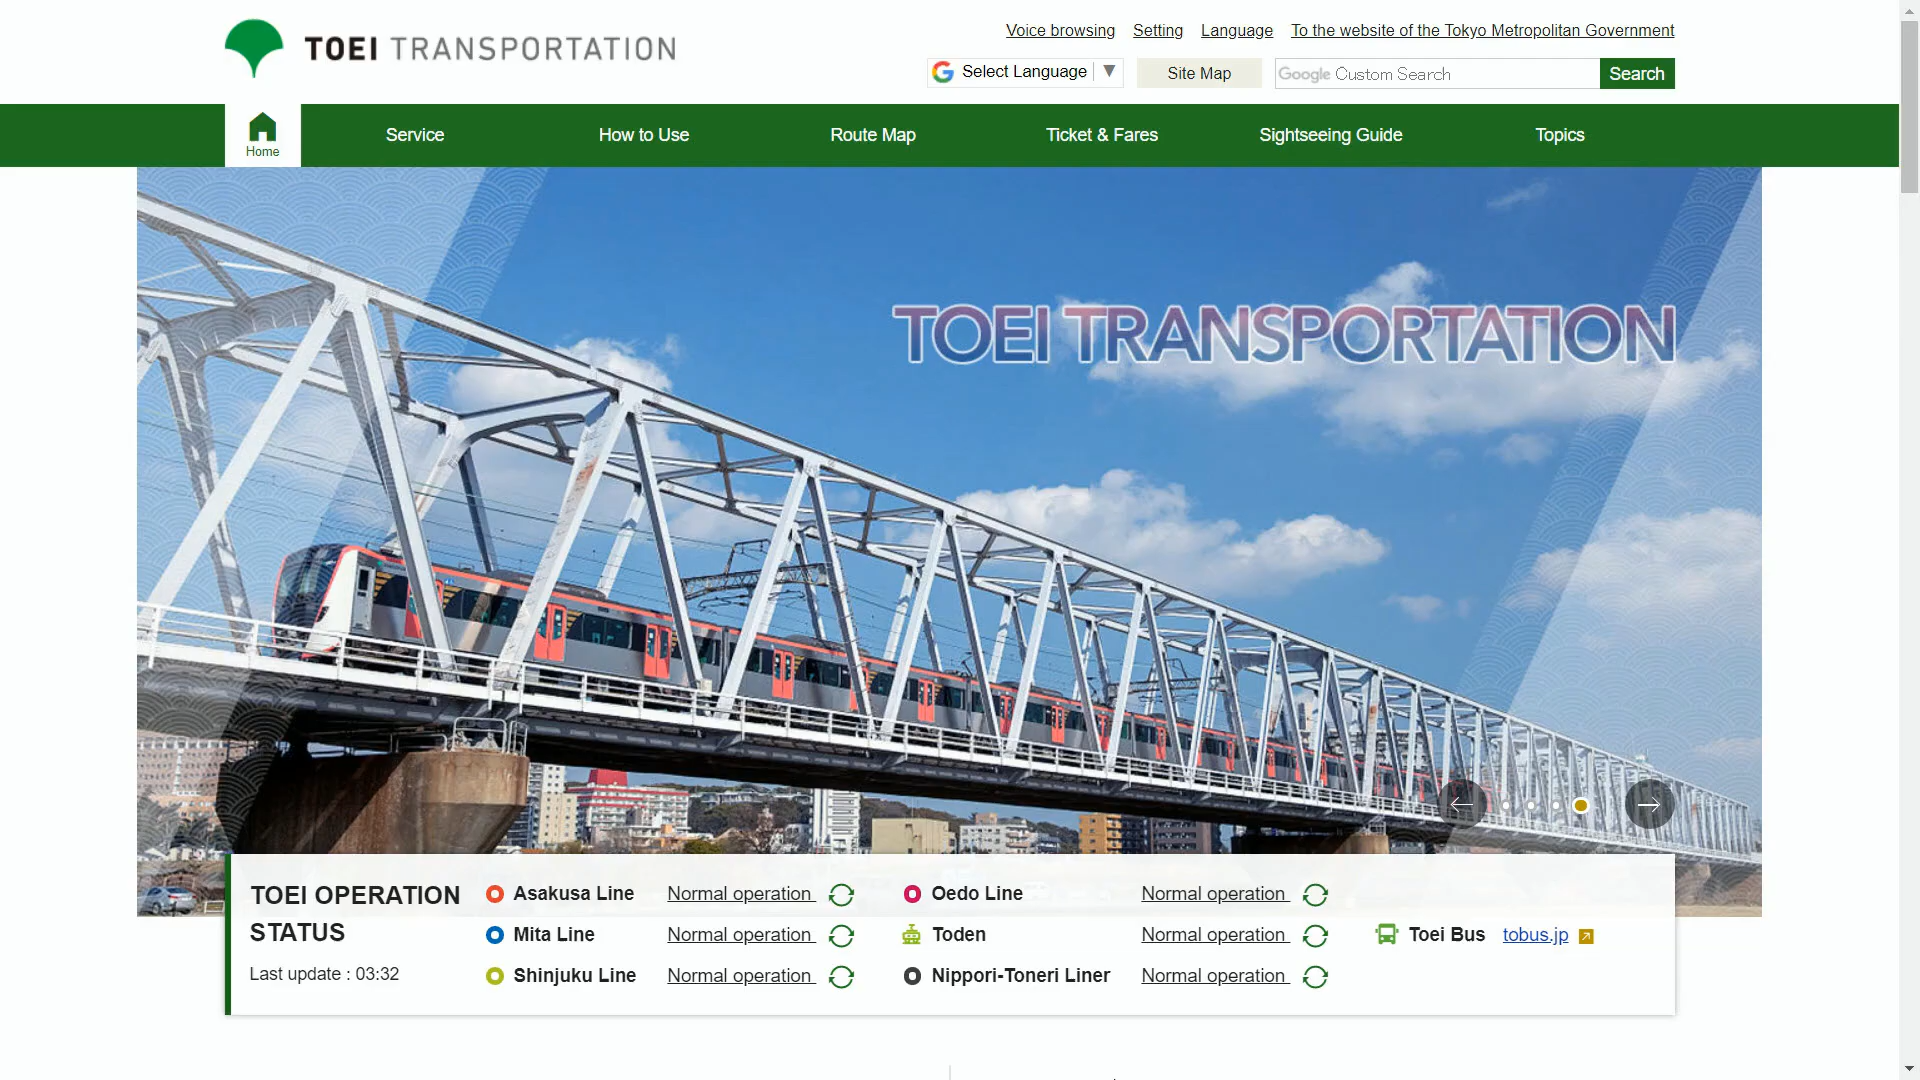 TOEI TRANSPORTATION
Voice browsing Setting Language To the website of the Tokyo Metropolitan Government
Select Language ▼ Site Map Google Custom Search Search
Home Service How to Use Route Map Ticket & Fares Sightseeing Guide Topics
TOEI TRANSPORTATION
TOEI OPERATION STATUS
Last update : 03:32
Asakusa Line Normal operation
Mita Line Normal operation
Shinjuku Line Normal operation
Oedo Line Normal operation
Toden Normal operation
Nippori-Toneri Liner Normal operation
Toei Bus tobus.jp